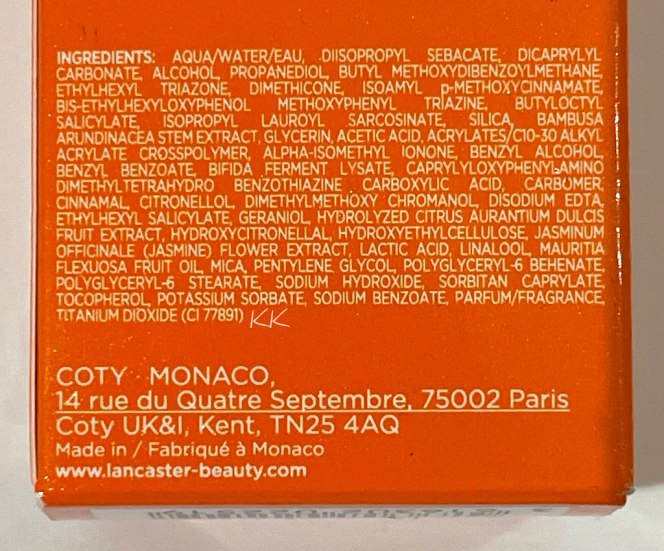 INGREDIENTS: AQUA/WATER/EAU, DIISOPROPYL SEBACATE, DICAPRYLYL
CARBONATE, ALCOHOL, PROPANEDIOL, BUTYL METHOXYDIBENZOYLMETHANE,
ETHYLHEXYL TRIAZONE, DIMETHICONE, ISOAMYL p-METHOXYCINNAMATE,
BIS-ETHYLHEXYLOXYPHENOL METHOXYPHENYL TRIAZINE, BUTYLOCTYL
SALICYLATE, ISOPROPYL LAUROYL SARCOSINATE, SILICA, BAMBUSA
ARUNDINACEA STEM EXTRACT, GLYCERIN, ACETIC ACID, ACRYLATES/C10-30 ALKYL
ACRYLATE CROSSPOLYMER, ALPHA-ISOMETHYL IONONE, BENZYL ALCOHOL,
BENZYL BENZOATE, BIFIDA FERMENT LYSATE, CAPRYLYLOXYPHENYLAMINO
DIMETHYLTETRAHYDRO BENZOTHIAZINE CARBOXYLIC ACID, CARBOMER,
CINNAMAL, CITRONELLOL, DIMETHYLMETHOXY CHROMANOL, DISODIUM EDTA,
ETHYLHEXYL SALICYLATE, GERANIOL, HYDROLYZED CITRUS AURANTIUM DULCIS
FRUIT EXTRACT, HYDROXYCITRONELLAL, HYDROXYETHYLCELLULOSE, JASMINUM
OFFICINALE (JASMINE) FLOWER EXTRACT, LACTIC ACID, LINALOOL, MAURITIA
FLEXUOSA FRUIT OIL, MICA, PENTYLENE GLYCOL, POLYGLYCERYL-6 BEHENATE,
POLYGLYCERYL-6 STEARATE, SODIUM HYDROXIDE, SORBITAN CAPRYLATE,
TOCOPHEROL, POTASSIUM SORBATE, SODIUM BENZOATE, PARFUM/FRAGRANCE,
TITANIUM DIOXIDE (CI 77891) KK
COTY · MONACO,
14 rue du Quatre Septembre, 75002 Paris
Coty UK&I, Kent, TN25 4AQ
Made in / Fabriqué à Monaco
www.lancaster-beauty.com